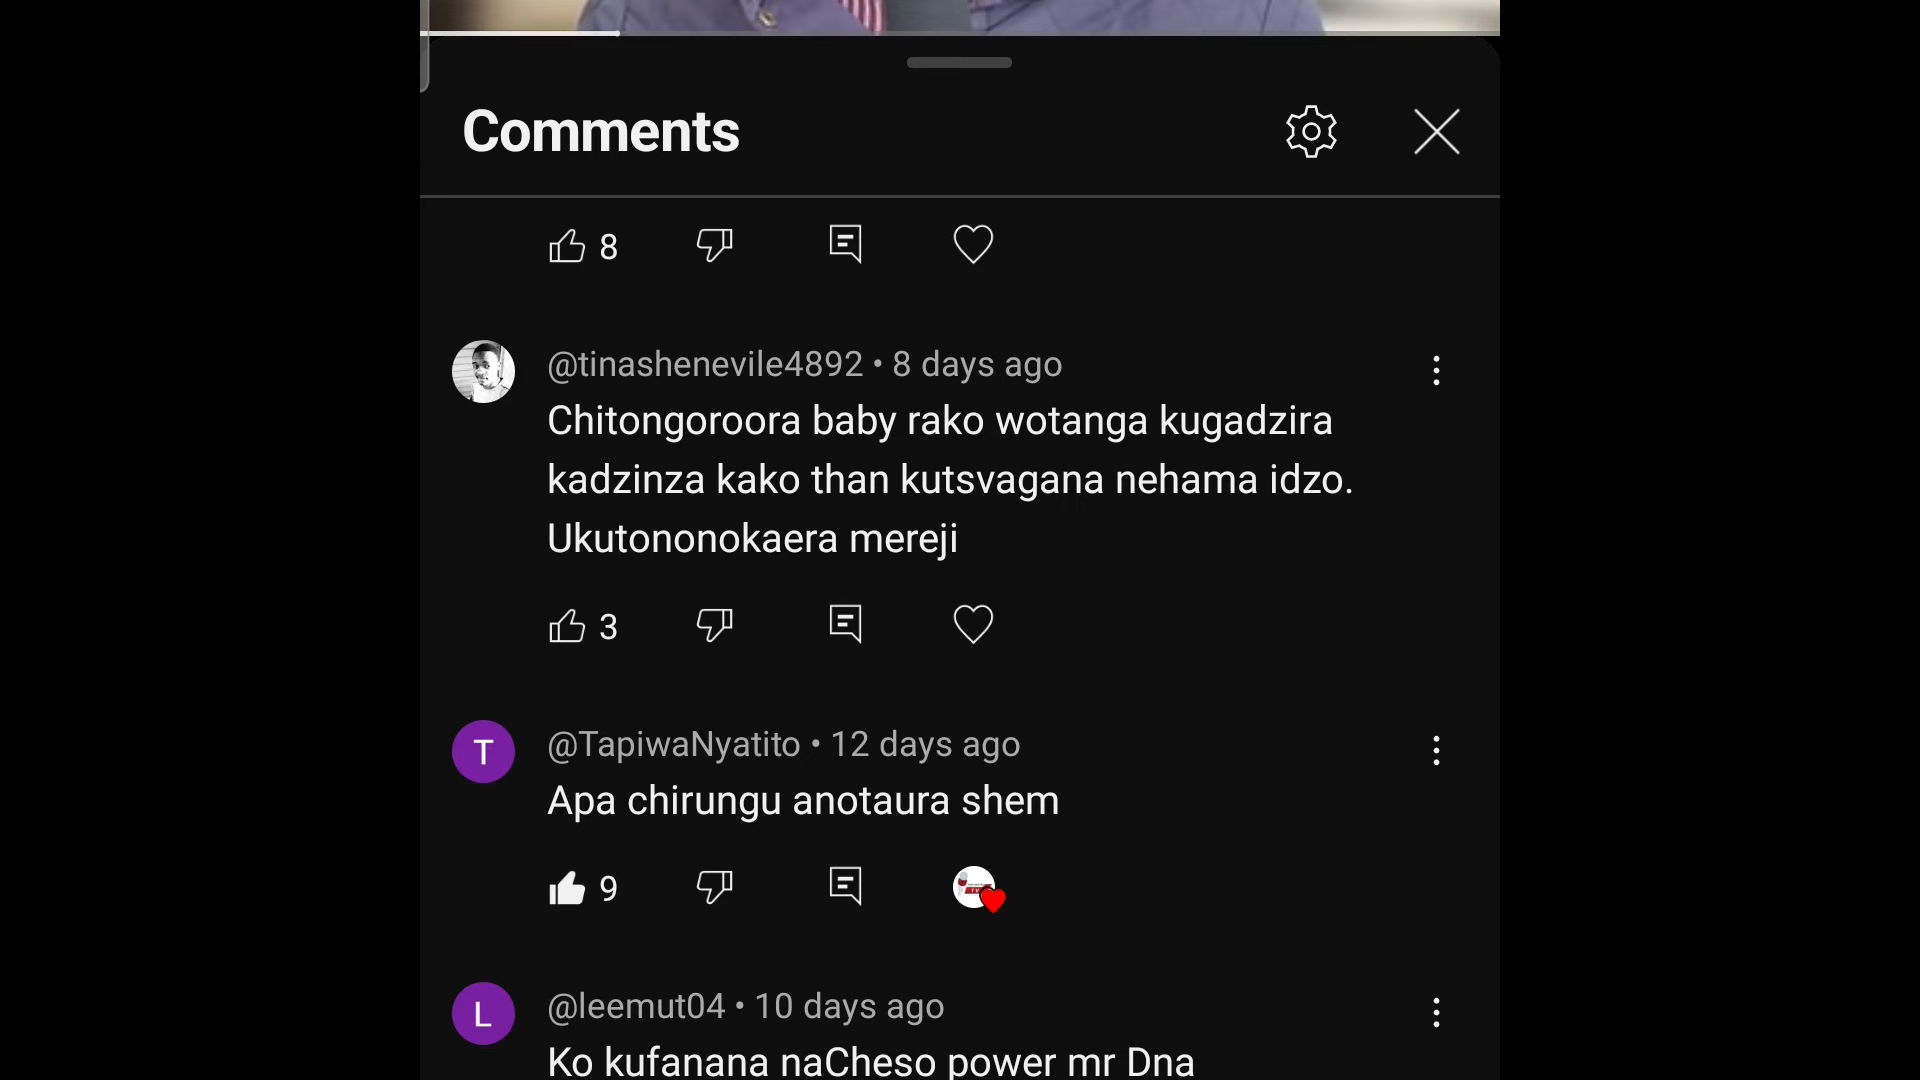 Comments
8
@tinashenevile4892 • 8 days ago
Chitongoroora baby rako wotanga kugadzira
kadzinza kako than kutsvagana nehama idzo.
Ukutononokaera mereji
3
T
@TapiwaNyatito • 12 days ago
Apa chirungu anotaura shem
9
L
@leemut04 • 10 days ago
Ko kufanana naCheso power mr Dna